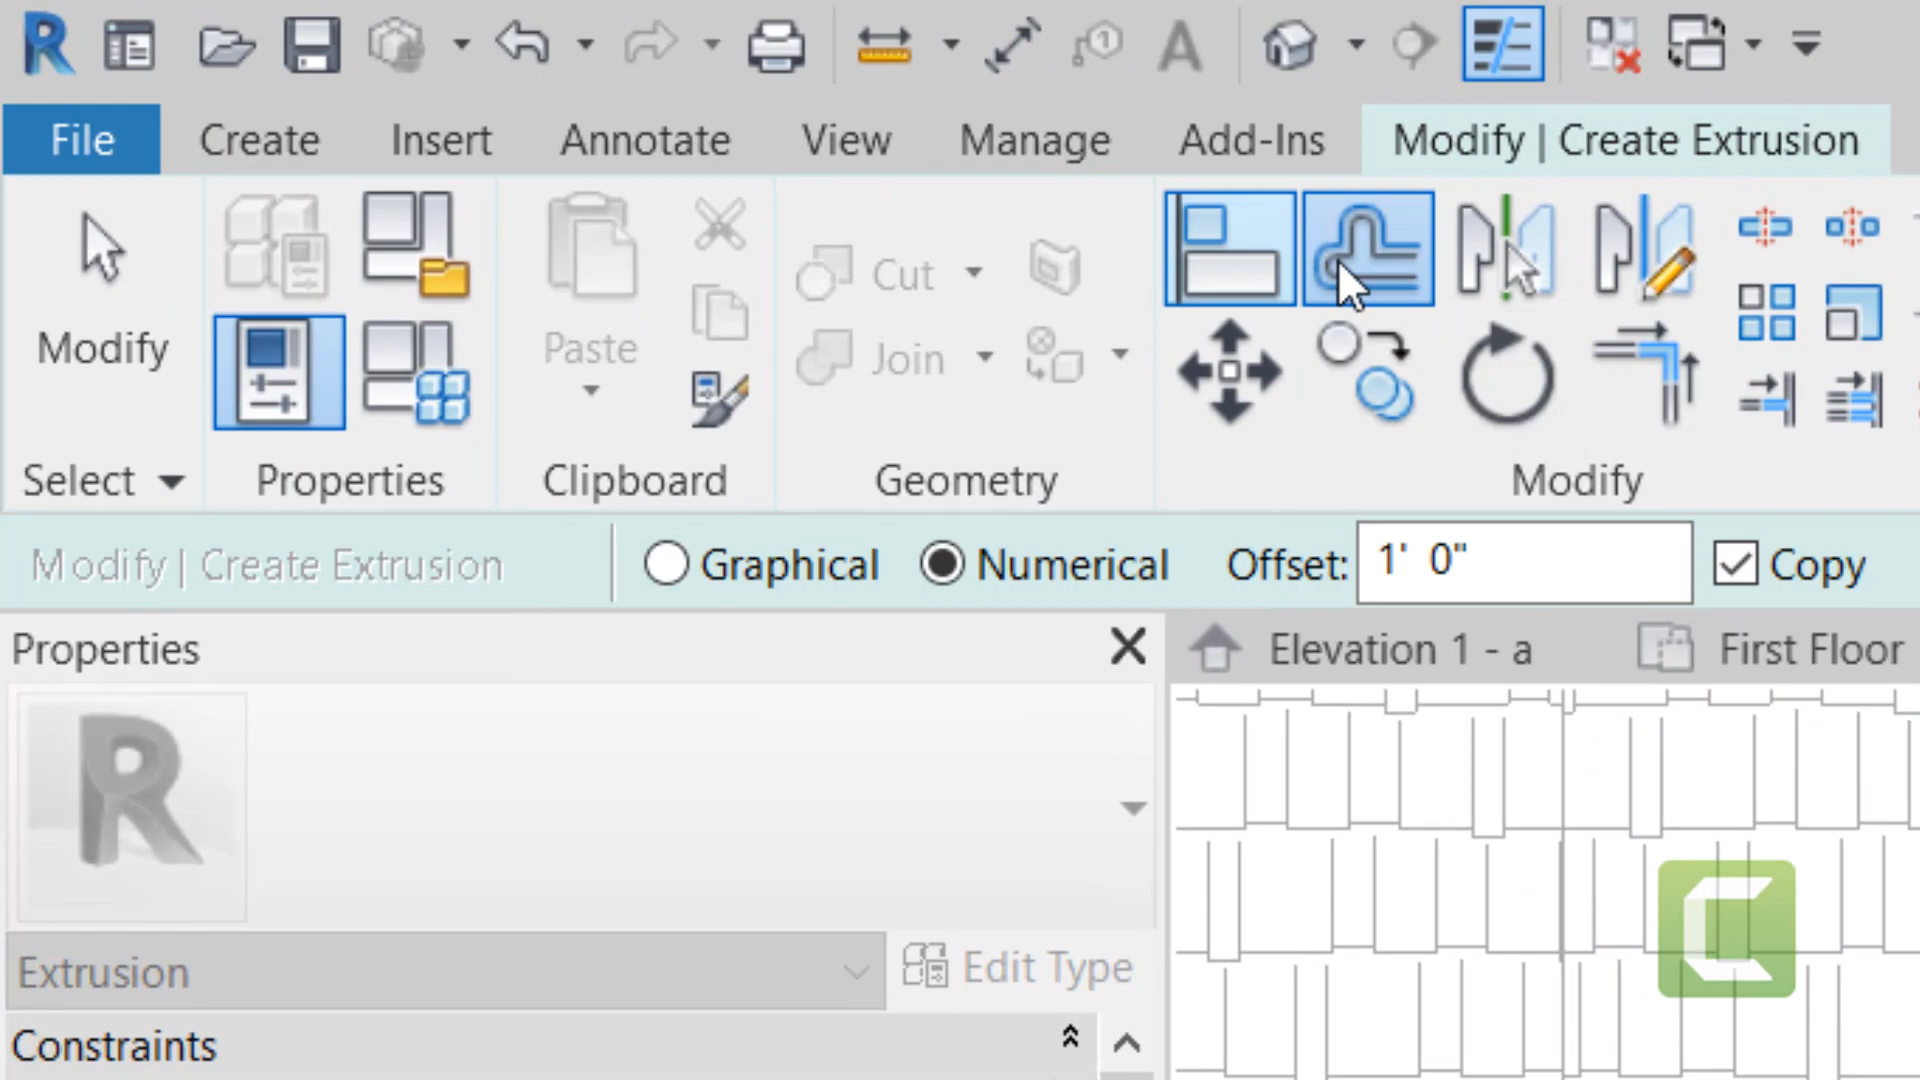 File Create Insert Annotate View Manage Add-Ins Modify | Create Extrusion
Modify
Paste
Cut
Join
Select Properties Clipboard Geometry Modify
Modify | Create Extrusion Graphical Numerical Offset: 1' 0" Copy
Properties
Elevation 1 - a First Floor
Extrusion Edit Type
Constraints